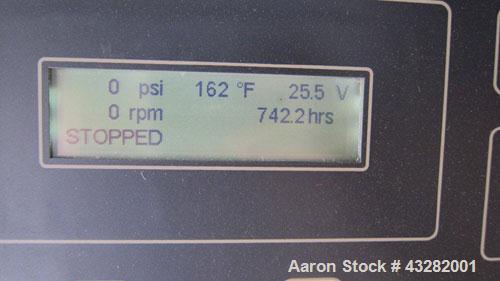 0 psi 162 °F 25.5 V
0 rpm 742.2 hrs
STOPPED
Aaron Stock # 43282001